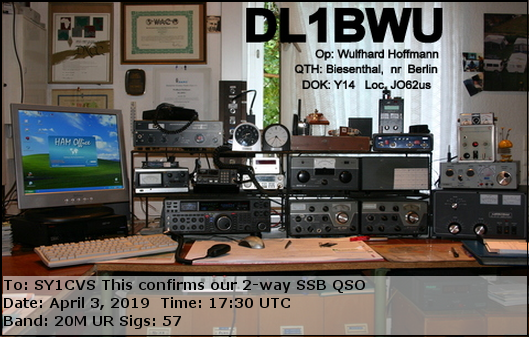 DL1BWU
Op: Wulfhard Hoffmann
QTH: Biesenthal, nr Berlin
DOK: Y14 Loc. JO62us
WAC
HAM Office
To: SY1CVS This confirms our 2-way SSB QSO
Date: April 3, 2019 Time: 17:30 UTC
Band: 20M UR Sigs: 57